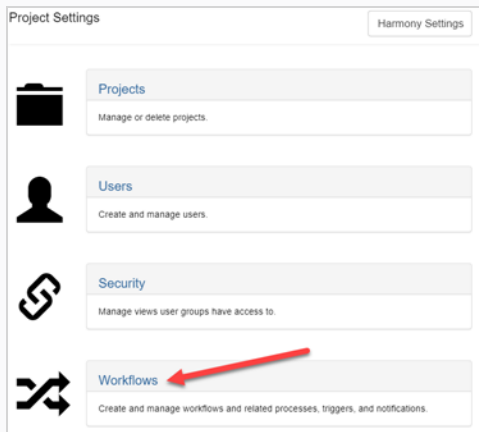 Project Settings
Harmony Settings
Projects
Manage or delete projects.
Users
Create and manage users.
Security
Manage views user groups have access to.
Workflows
Create and manage workflows and related processes, triggers, and notifications.